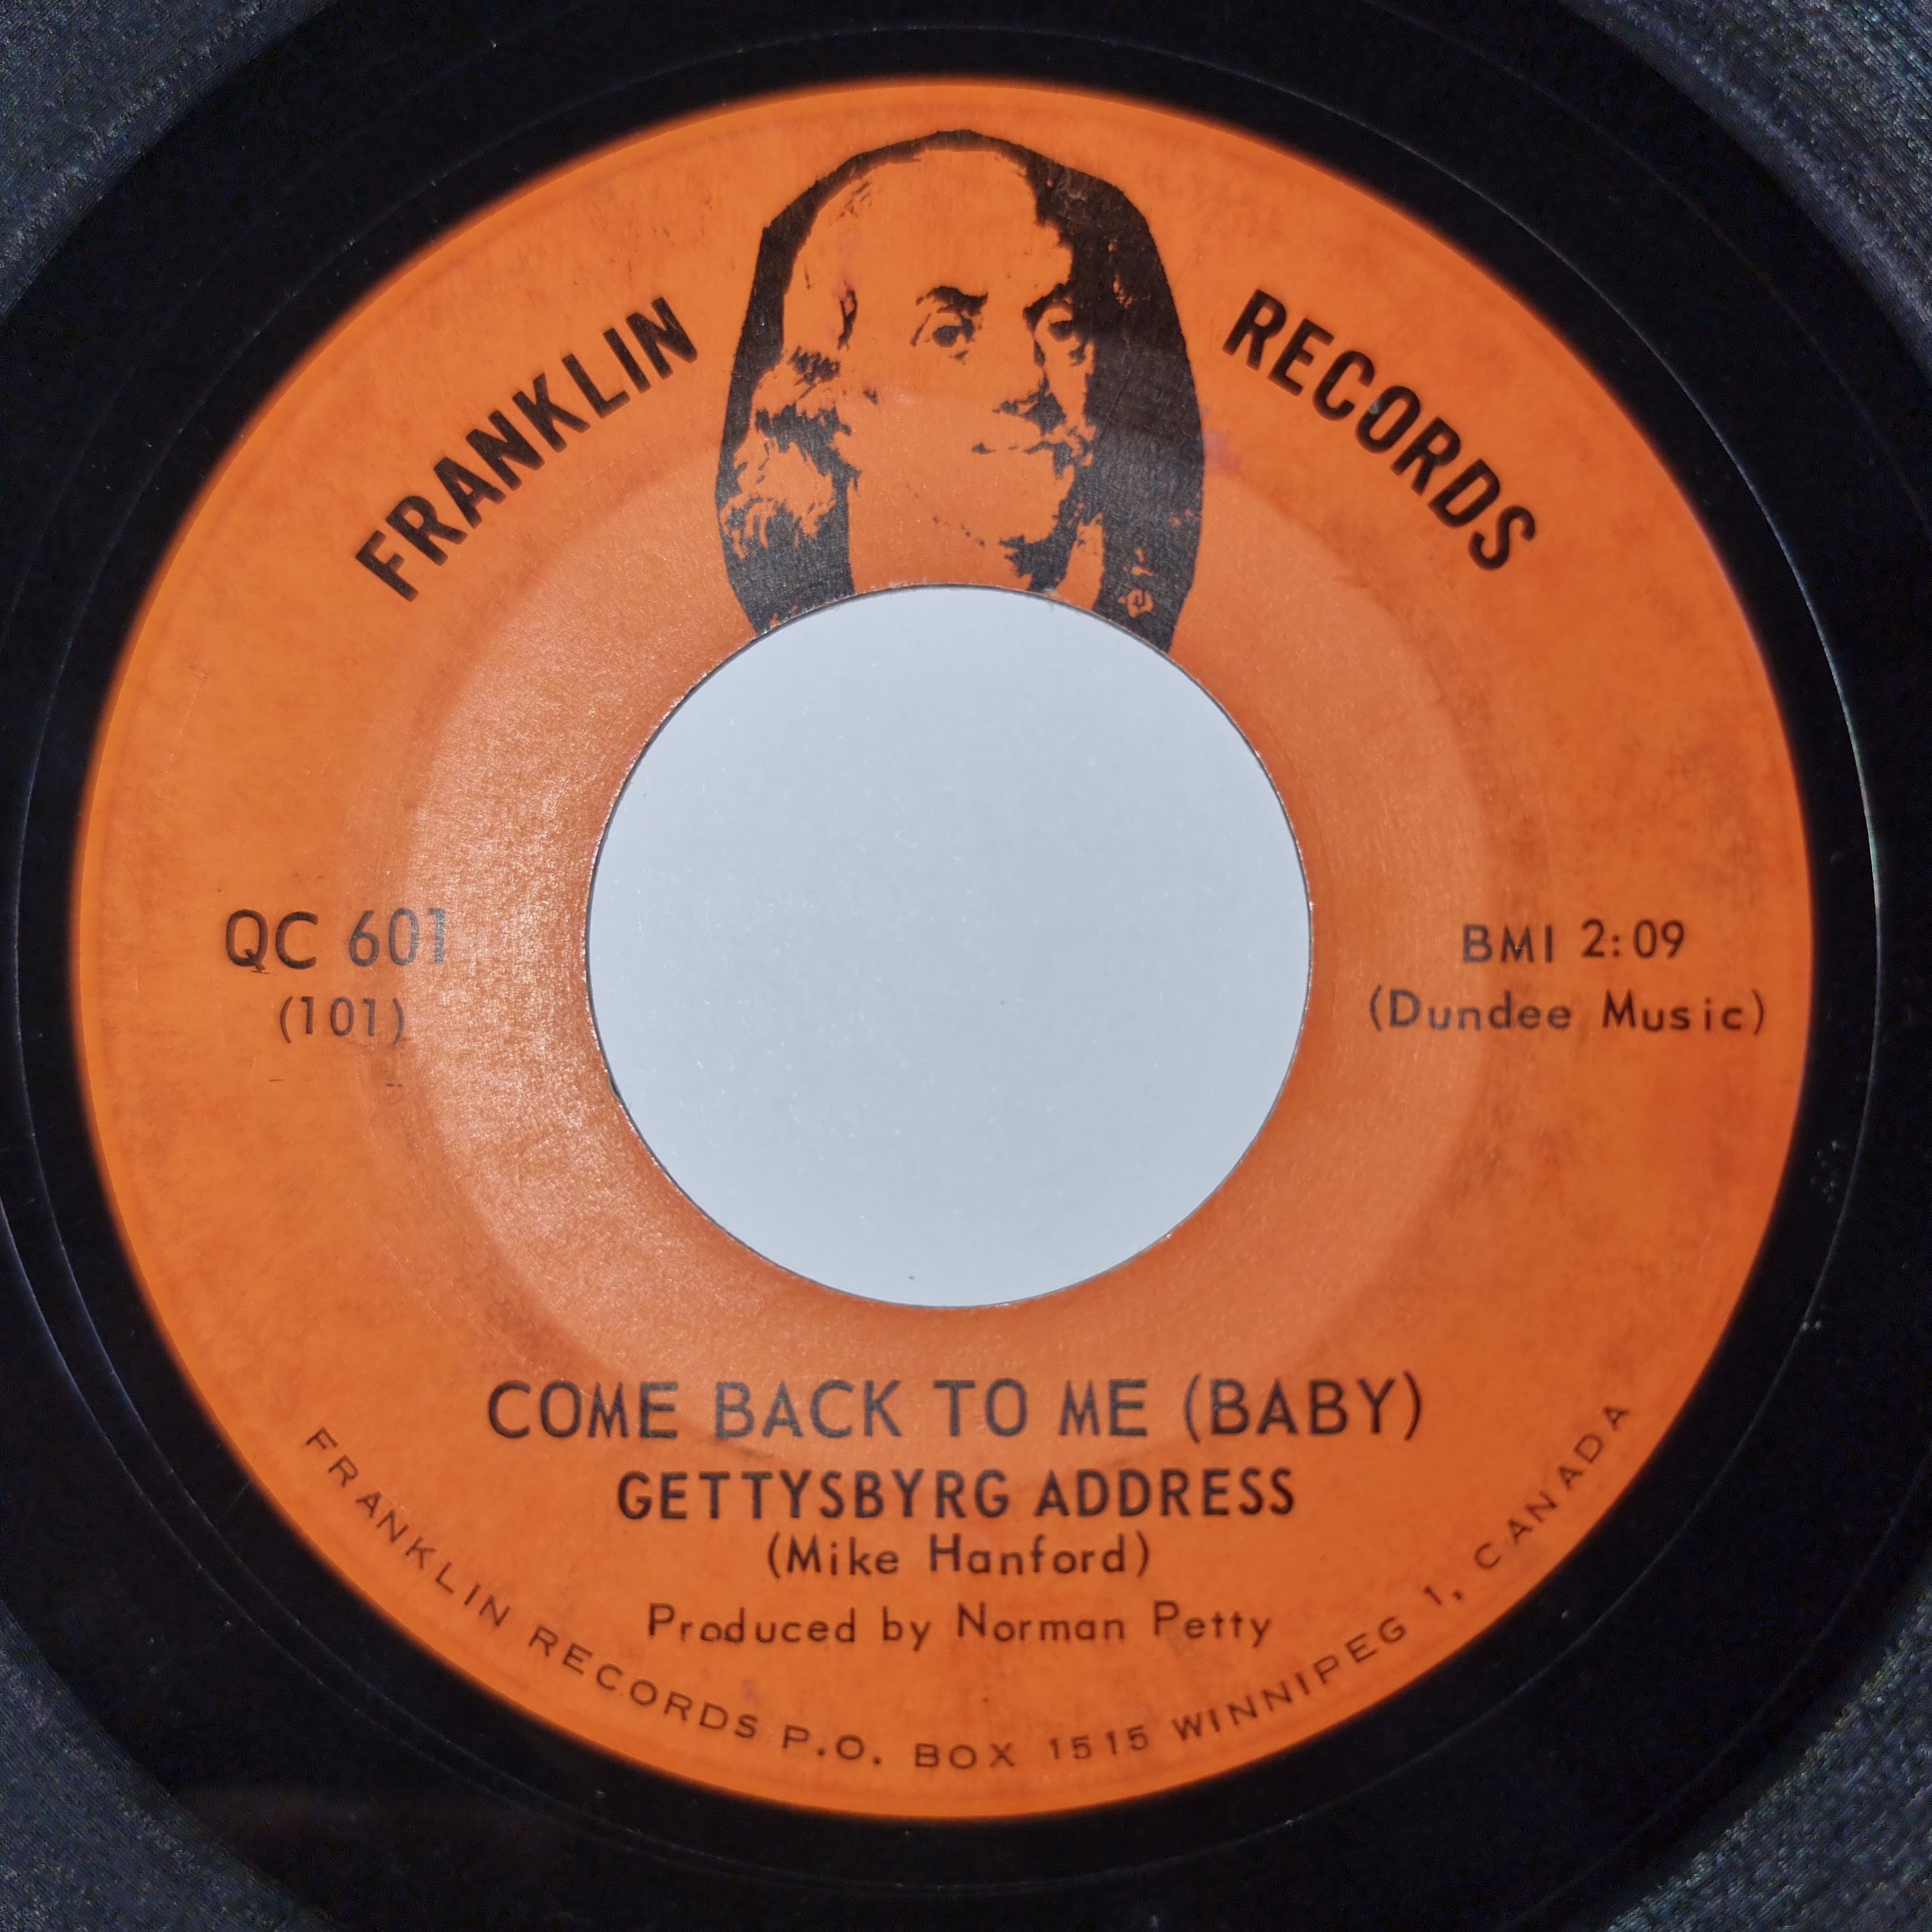 FRANKLIN RECORDS
QC 601
(101)
BMI 2:09
(Dundee Music)
COME BACK TO ME (BABY)
GETTYSBYRG ADDRESS
(Mike Hanford)
Produced by Norman Petty
FRANKLIN RECORDS P.O. BOX 1515 WINNIPEG 1, CANADA